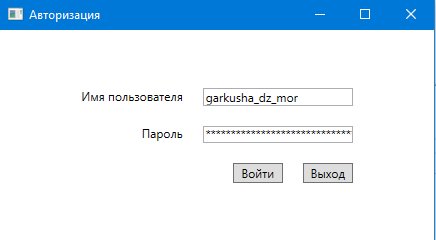 Авторизация
Имя пользователя garkusha_dz_mor
Пароль *****************************
Войти Выход